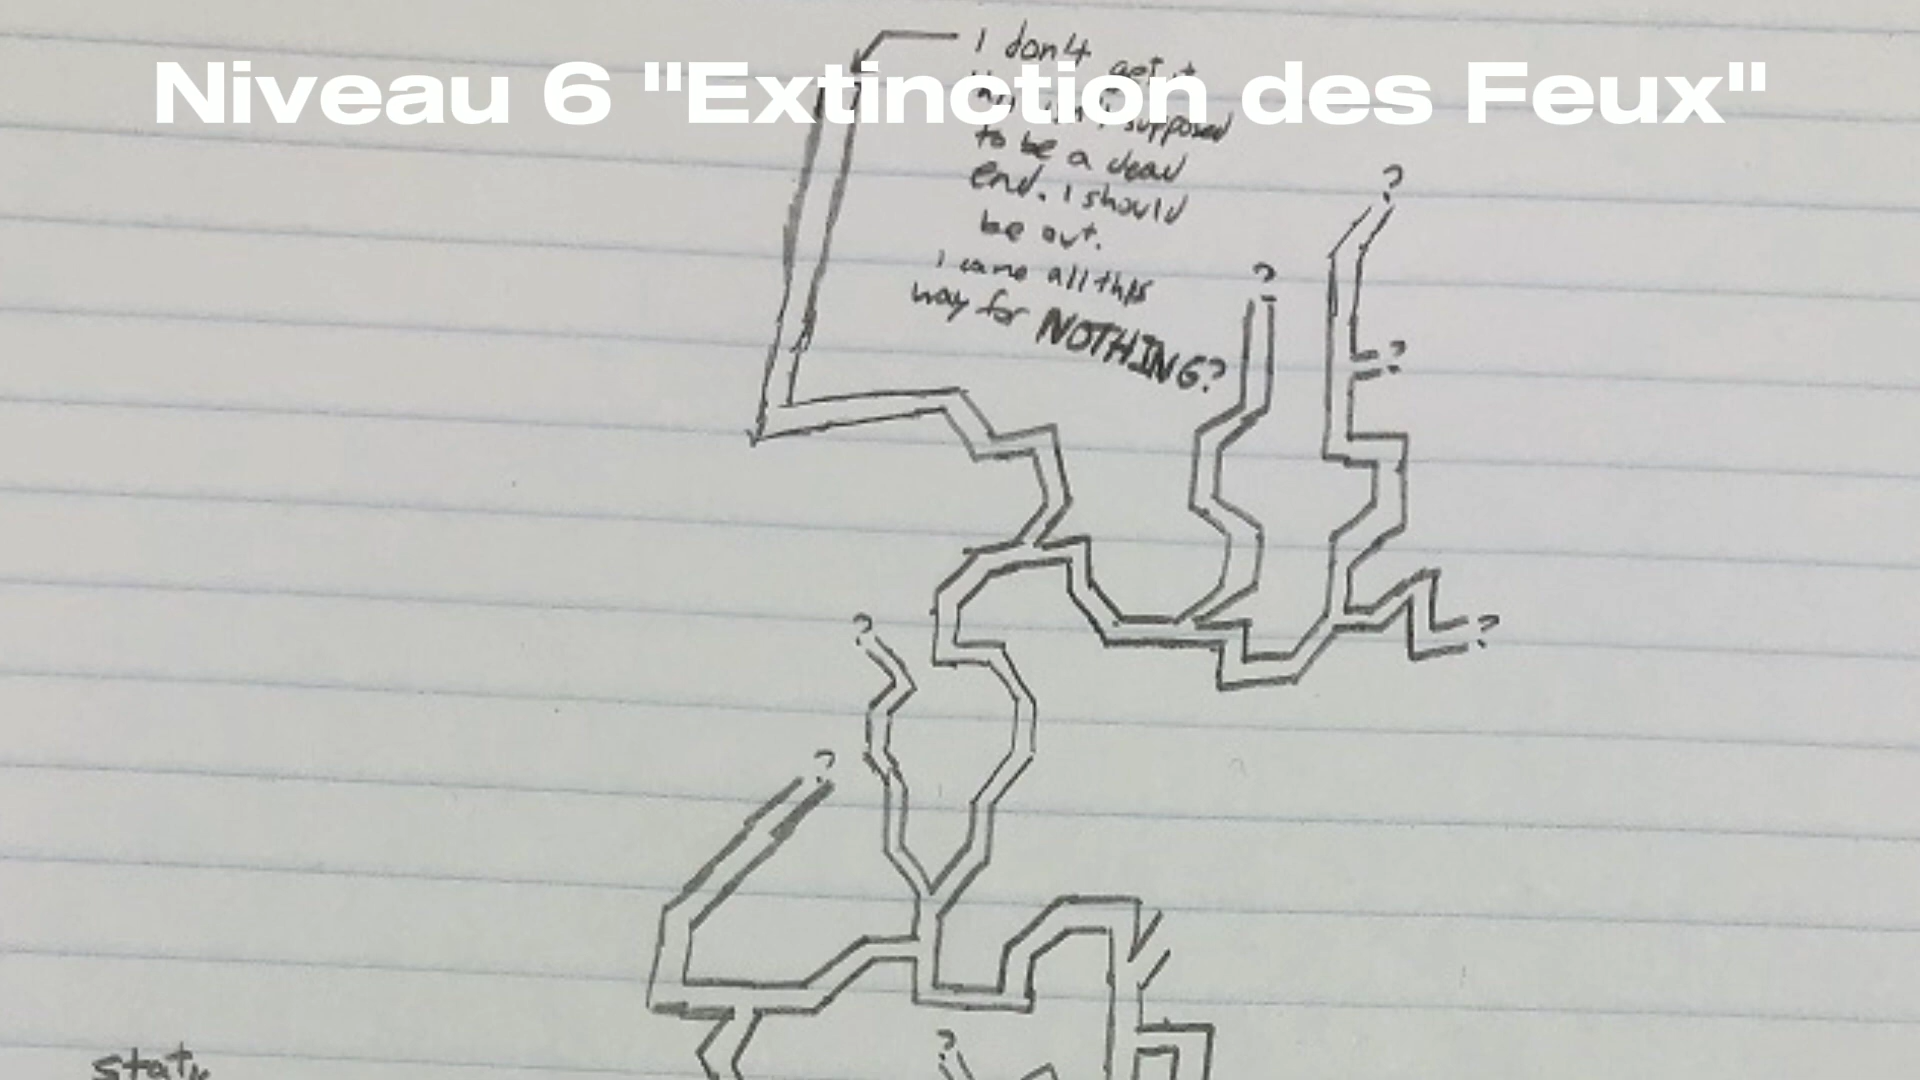 I don4
get it
Niveau 6 "Extinction des Feux"
supposed
to be a dead
end. I should
be out.
I came all this
way for NOTHING?
?
?
?
?
?
?
?